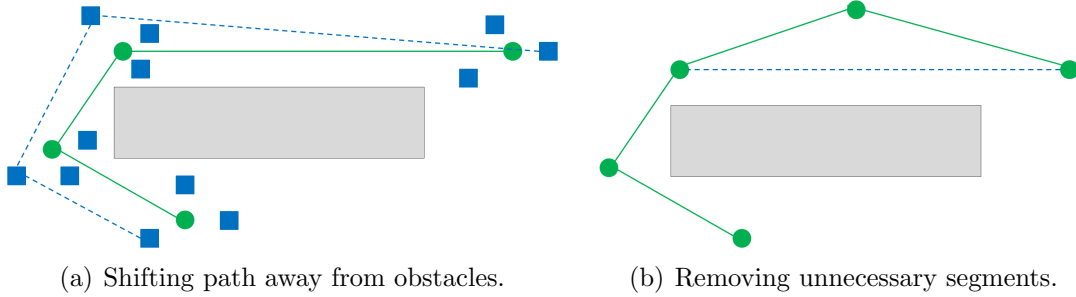 (a) Shifting path away from obstacles.
(b) Removing unnecessary segments.